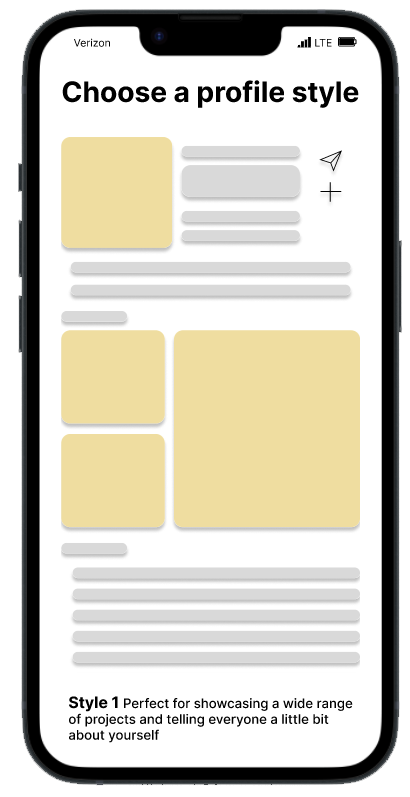 Verizon LTE
Choose a profile style
Style 1 Perfect for showcasing a wide range
of projects and telling everyone a little bit
about yourself